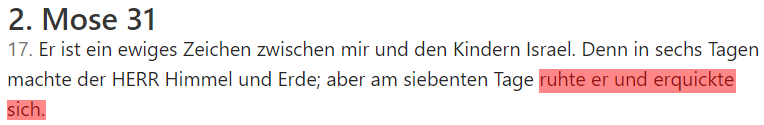 2. Mose 31
17. Er ist ein ewiges Zeichen zwischen mir und den Kindern Israel. Denn in sechs Tagen
machte der HERR Himmel und Erde; aber am siebenten Tage ruhte er und erquickte
sich.